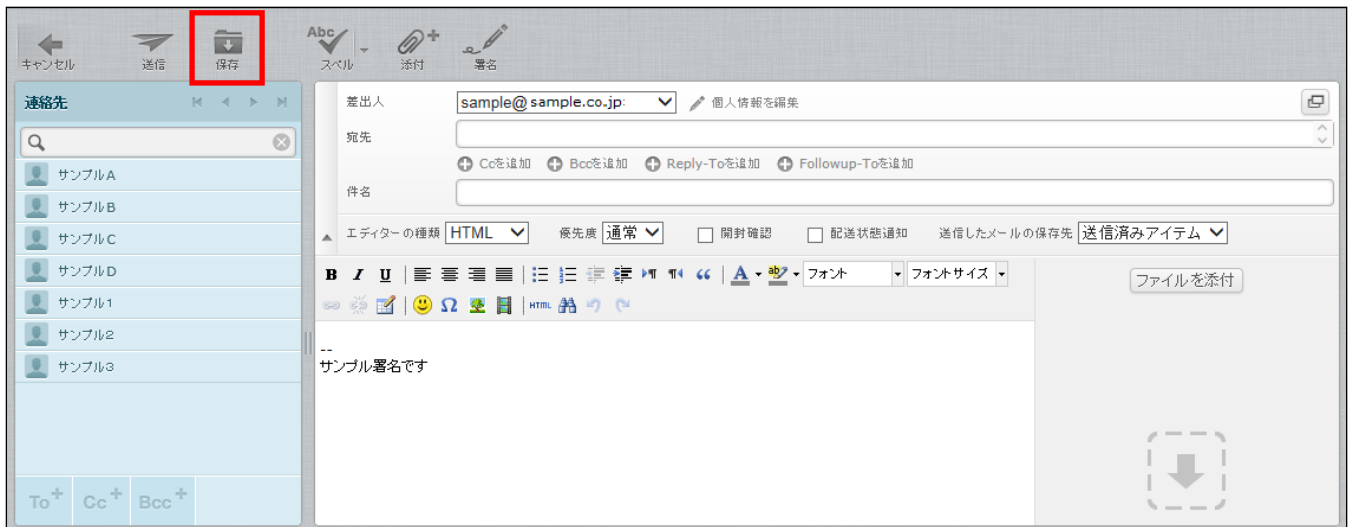 キャンセル 送信 保存 Abc スペル 添付 署名
連絡先
サンプルA
サンプルB
サンプルC
サンプルD
サンプル1
サンプル2
サンプル3
To+ Cc+ Bcc+
差出人 sample@sample.co.jp: 個人情報を編集
宛先
Ccを追加 Bccを追加 Reply-Toを追加 Followup-Toを追加
件名
エディターの種類 HTML 優先度 通常 開封確認 配送状態通知 送信したメールの保存先 送信済みアイテム
B I U A ab フォント フォントサイズ
Ω HTML
ファイルを添付
--
サンプル署名です